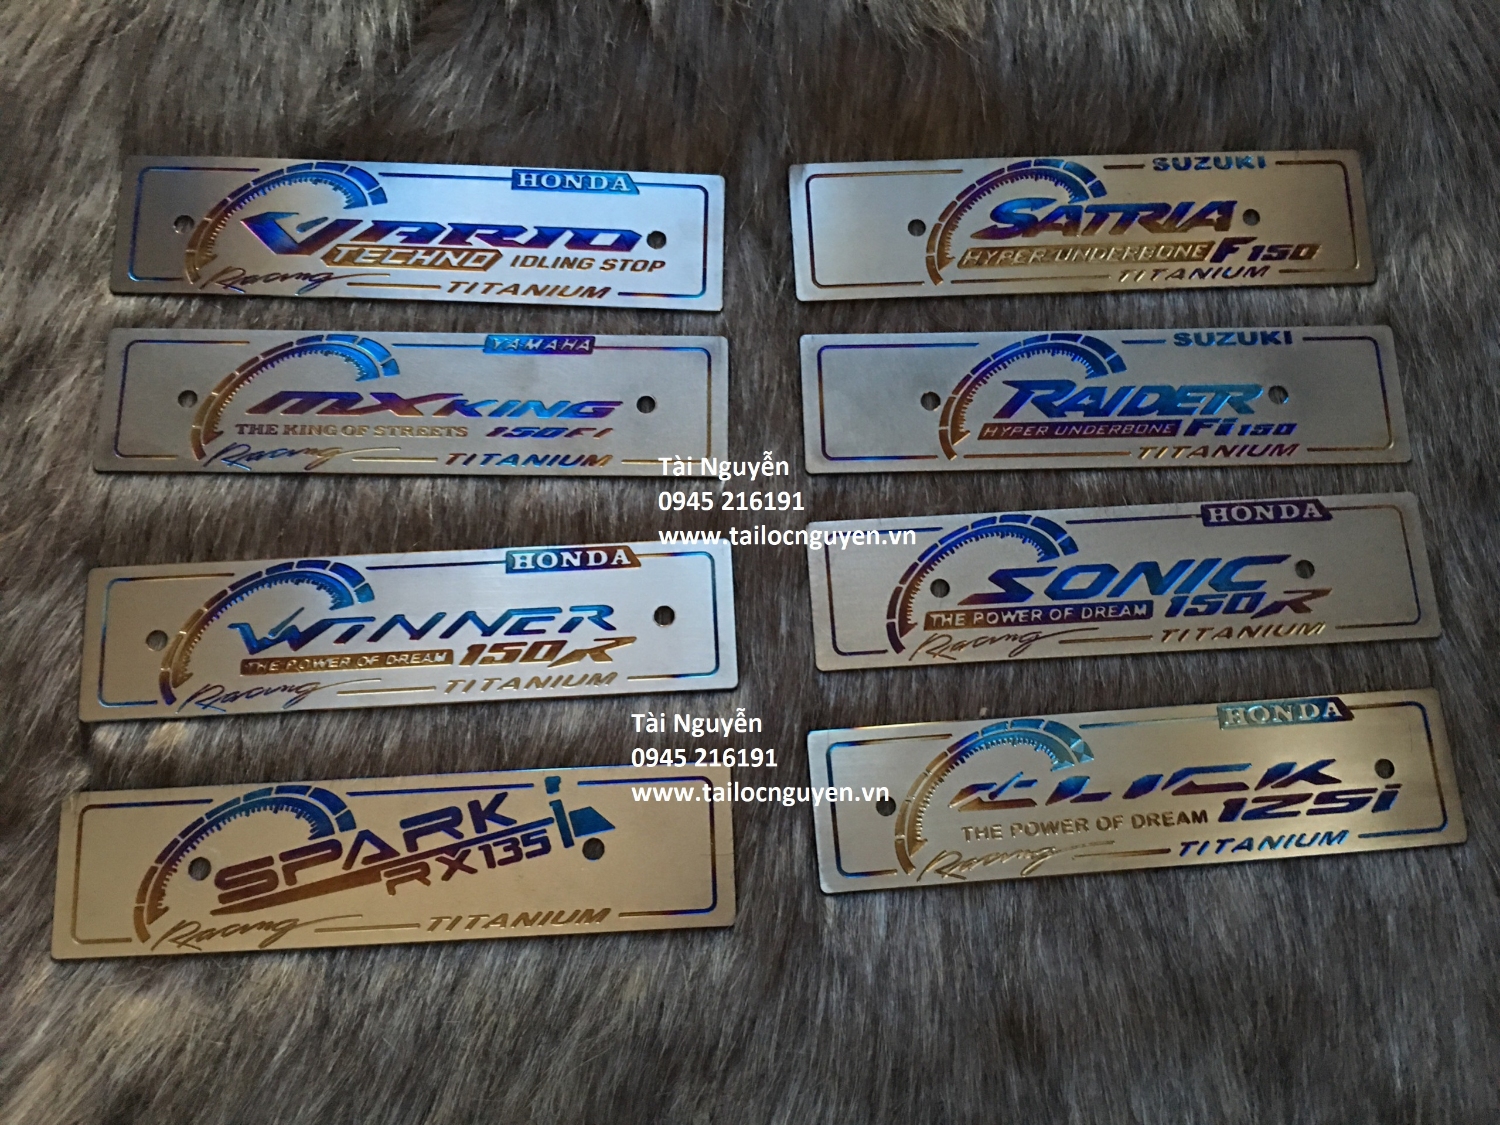 HONDA
VARIO
TECHNO IDLING STOP
Racing TITANIUM
YAMAHA
MX KING
THE KING OF STREETS 150FI
Racing TITANIUM
HONDA
WINNER
THE POWER OF DREAM 150R
Racing TITANIUM
SPARK
RX135i
Racing TITANIUM
SUZUKI
SATRIA
HYPER UNDERBONE F150
TITANIUM
SUZUKI
RAIDER
HYPER UNDERBONE Fi150
TITANIUM
HONDA
SONIC
THE POWER OF DREAM 150R
Racing TITANIUM
HONDA
CLICK
THE POWER OF DREAM 125i
Racing TITANIUM
Tài Nguyễn
0945 216191
www.tailocnguyen.vn
Tài Nguyễn
0945 216191
www.tailocnguyen.vn